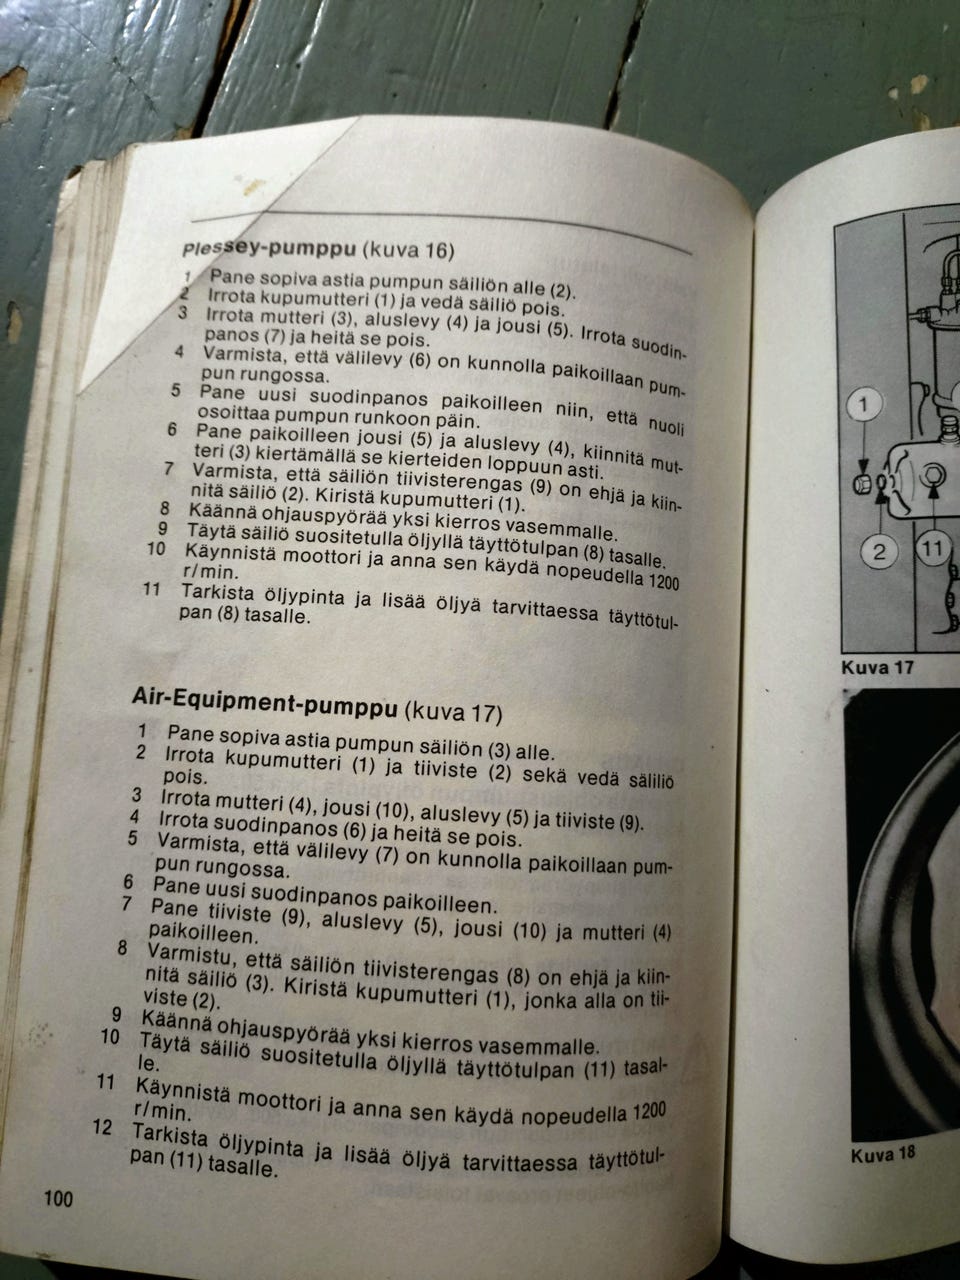 Plessey-pumppu (kuva 16)
1 Pane sopiva astia pumpun säiliön alle (2).
2 Irrota kupumutteri (1) ja vedä säiliö pois.
3 Irrota mutteri (3), aluslevy (4) ja jousi (5). Irrota suodin-
panos (7) ja heitä se pois.
4 Varmista, että välilevy (6) on kunnolla paikoillaan pum-
pun rungossa.
5 Pane uusi suodinpanos paikoilleen niin, että nuoli
osoittaa pumpun runkoon päin.
6 Pane paikoilleen jousi (5) ja aluslevy (4), kiinnitä mut-
teri (3) kiertämällä se kierteiden loppuun asti.
7 Varmista, että säiliön tiivisterengas (9) on ehjä ja kiin-
nitä säiliö (2). Kiristä kupumutteri (1).
8 Käännä ohjauspyörää yksi kierros vasemmalle.
9 Täytä säiliö suositetulla öljyllä täyttötulpan (8) tasalle.
10 Käynnistä moottori ja anna sen käydä nopeudella 1200
r/min.
11 Tarkista öljypinta ja lisää öljyä tarvittaessa täyttötul-
pan (8) tasalle.
Air-Equipment-pumppu (kuva 17)
1 Pane sopiva astia pumpun säiliön (3) alle.
2 Irrota kupumutteri (1) ja tiiviste (2) sekä vedä säliliö
pois.
3 Irrota mutteri (4), jousi (10), aluslevy (5) ja tiiviste (9).
4 Irrota suodinpanos (6) ja heitä se pois.
5 Varmista, että välilevy (7) on kunnolla paikoillaan pum-
pun rungossa.
6 Pane uusi suodinpanos paikoilleen.
7 Pane tiiviste (9), aluslevy (5), jousi (10) ja mutteri (4)
paikoilleen.
8 Varmistu, että säiliön tiivisterengas (8) on ehjä ja kiin-
nitä säiliö (3). Kiristä kupumutteri (1), jonka alla on tii-
viste (2).
9 Käännä ohjauspyörää yksi kierros vasemmalle.
10 Täytä säiliö suositetulla öljyllä täyttötulpan (11) tasal-
le.
11 Käynnistä moottori ja anna sen käydä nopeudella 1200
r/min.
12 Tarkista öljypinta ja lisää öljyä tarvittaessa täyttötul-
pan (11) tasalle.
100
1
2
11
Kuva 17
Kuva 18